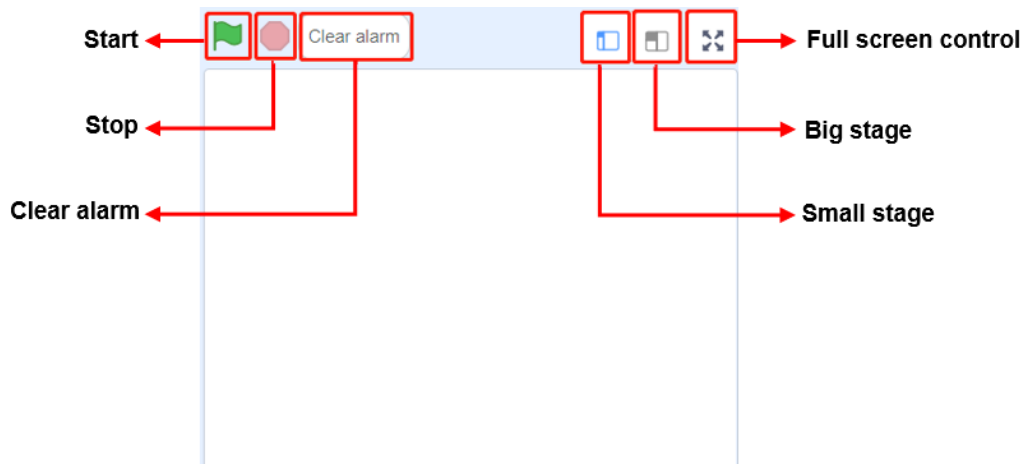 Start
Clear alarm
Full screen control
Stop
Big stage
Clear alarm
Small stage